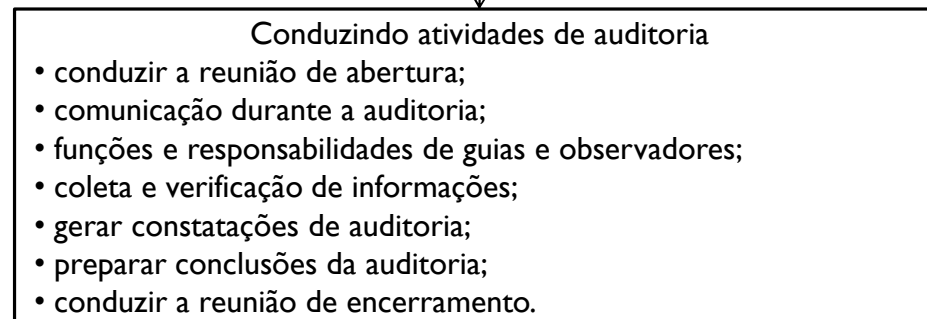 Conduzindo atividades de auditoria
• conduzir a reunião de abertura;
• comunicação durante a auditoria;
• funções e responsabilidades de guias e observadores;
• coleta e verificação de informações;
• gerar constatações de auditoria;
• preparar conclusões da auditoria;
• conduzir a reunião de encerramento.